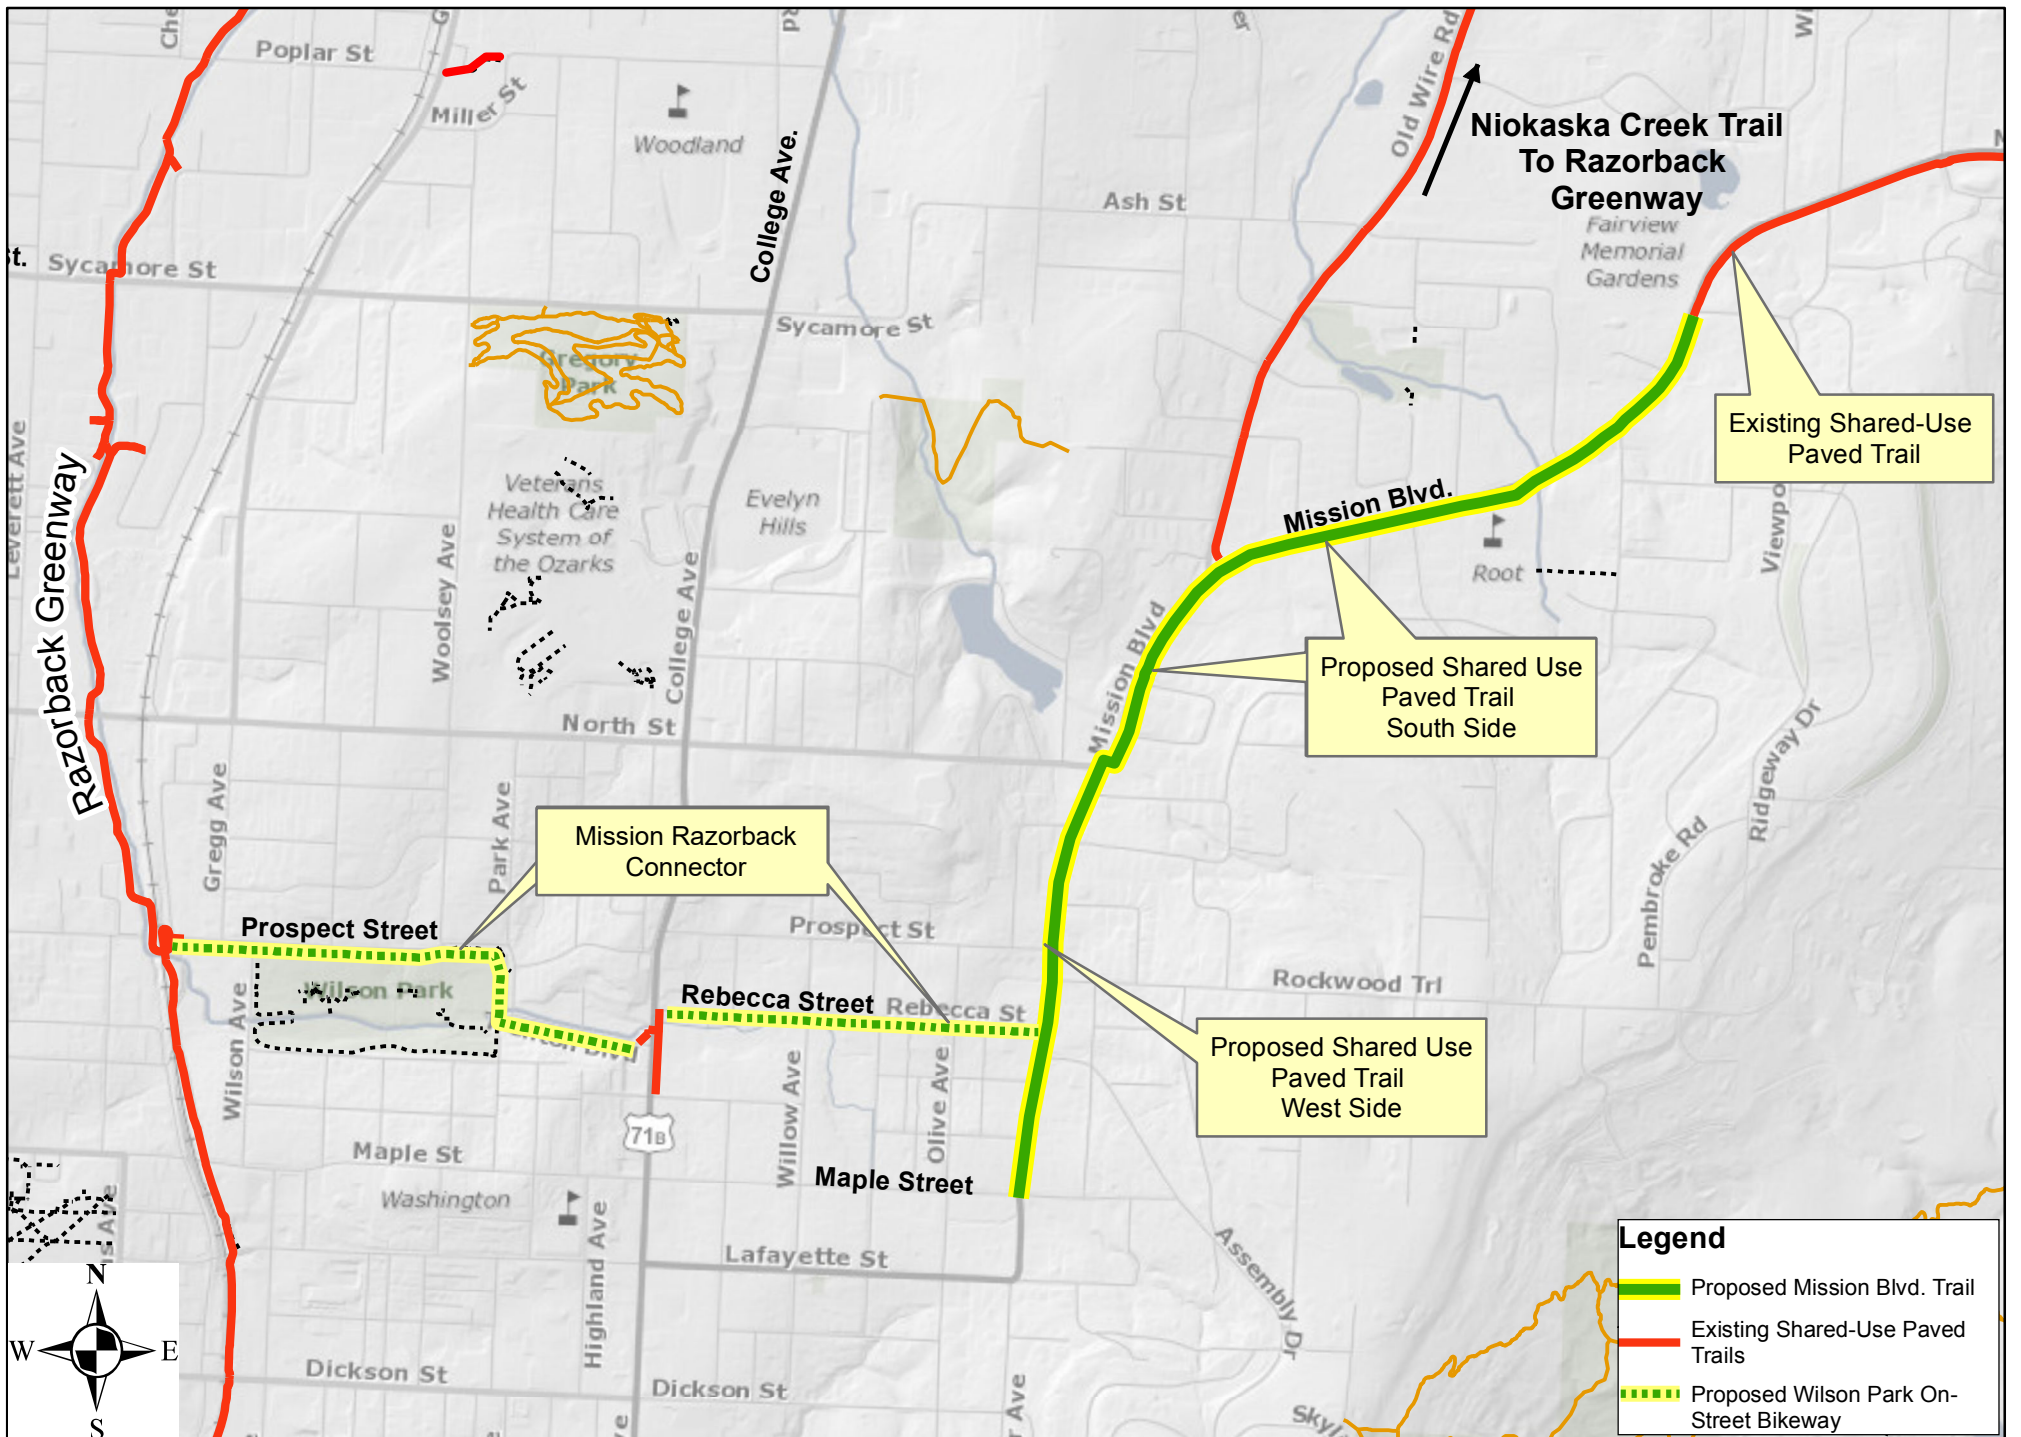 Poplar St
Miller St
Woodland
College Ave.
Old Wire Rd
Niokaska Creek Trail
To Razorback
Greenway
Ash St
Fairview
Memorial
Gardens
St.
Sycamore St
Sycamore St
Gregory
Park
Existing Shared-Use
Paved Trail
Leverett Ave
Razorback Greenway
Veterans
Health Care
System of
the Ozarks
Evelyn
Hills
Woolsey Ave
College Ave
Mission Blvd.
Root
Mission Blvd
Proposed Shared Use
Paved Trail
South Side
North St
Ridgeway Dr
Gregg Ave
Park Ave
Mission Razorback
Connector
Pembroke Rd
Prospect Street
Prospect St
Rockwood Trl
Wilson Park
Rebecca Street
Rebecca St
Wilson Ave
Proposed Shared Use
Paved Trail
West Side
Willow Ave
Olive Ave
71B
Maple St
Maple Street
Washington
Highland Ave
Lafayette St
Assembly Dr
Dickson St
Dickson St
N
W
E
S
Legend
Proposed Mission Blvd. Trail
Existing Shared-Use Paved
Trails
Proposed Wilson Park On-
Street Bikeway